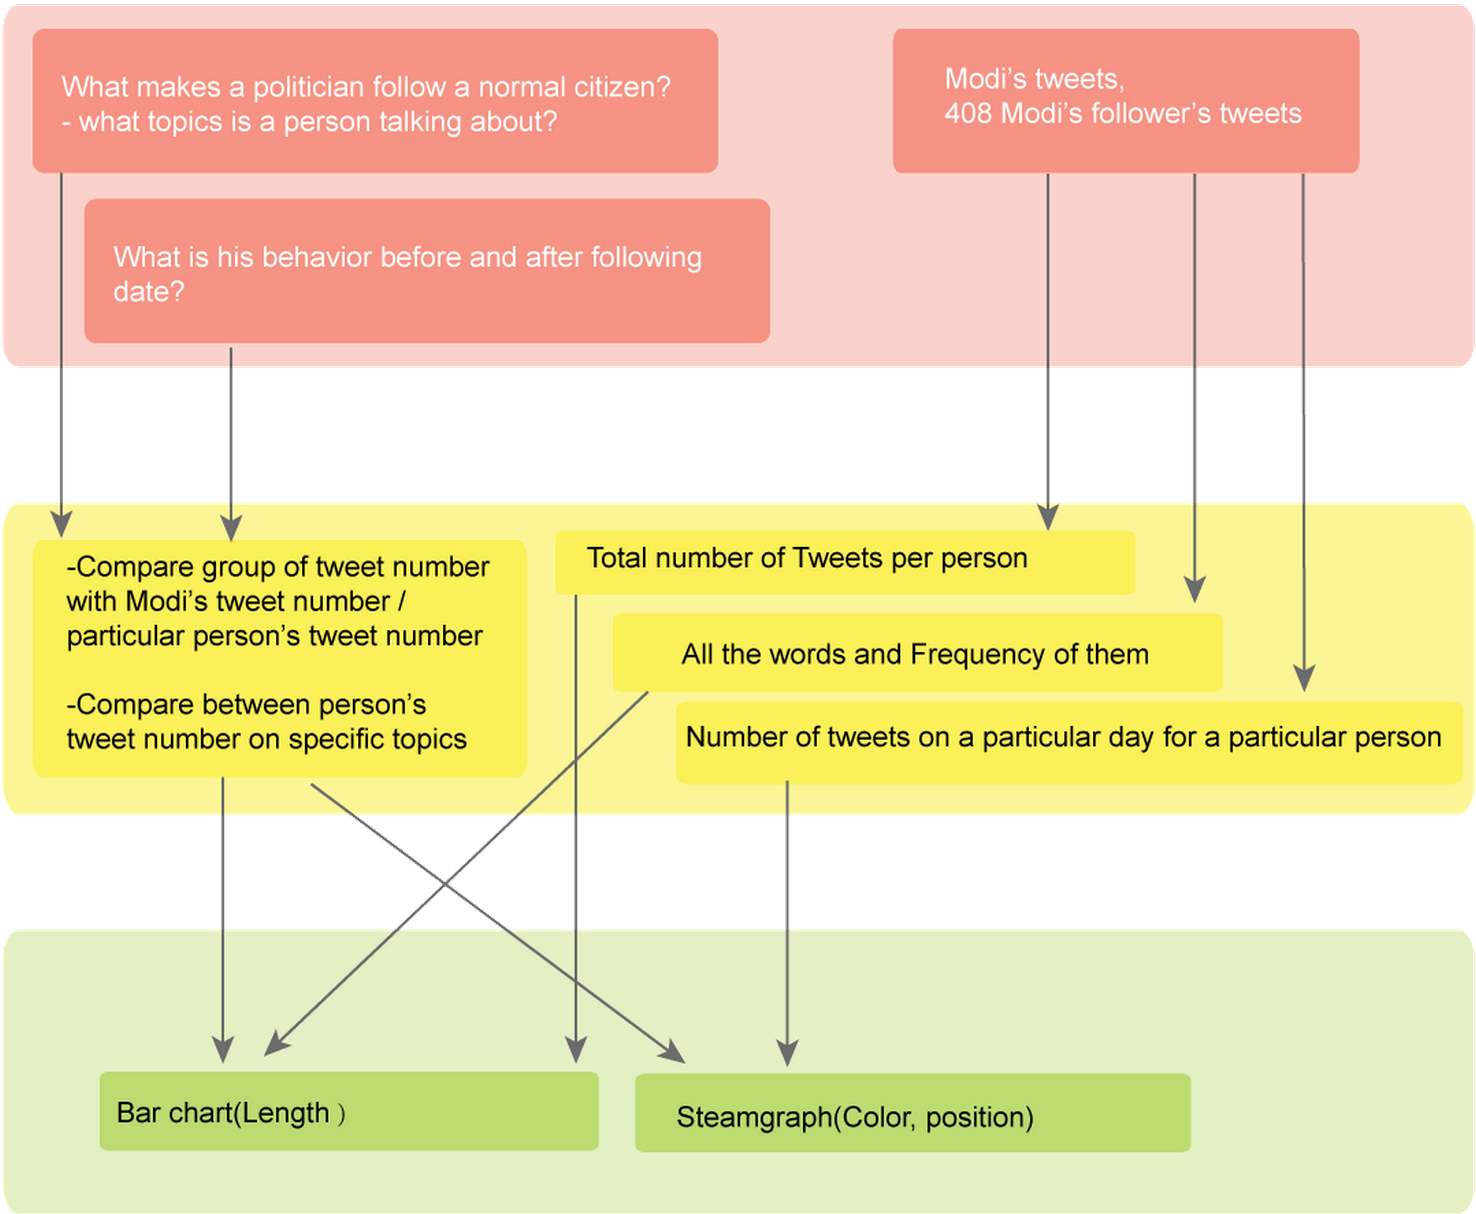 What makes a politician follow a normal citizen?
- what topics is a person talking about?
Modi's tweets,
408 Modi's follower's tweets
What is his behavior before and after following
date?
-Compare group of tweet number
with Modi's tweet number /
particular person's tweet number
-Compare between person's
tweet number on specific topics
Total number of Tweets per person
All the words and Frequency of them
Number of tweets on a particular day for a particular person
Bar chart(Length）
Steamgraph(Color, position)